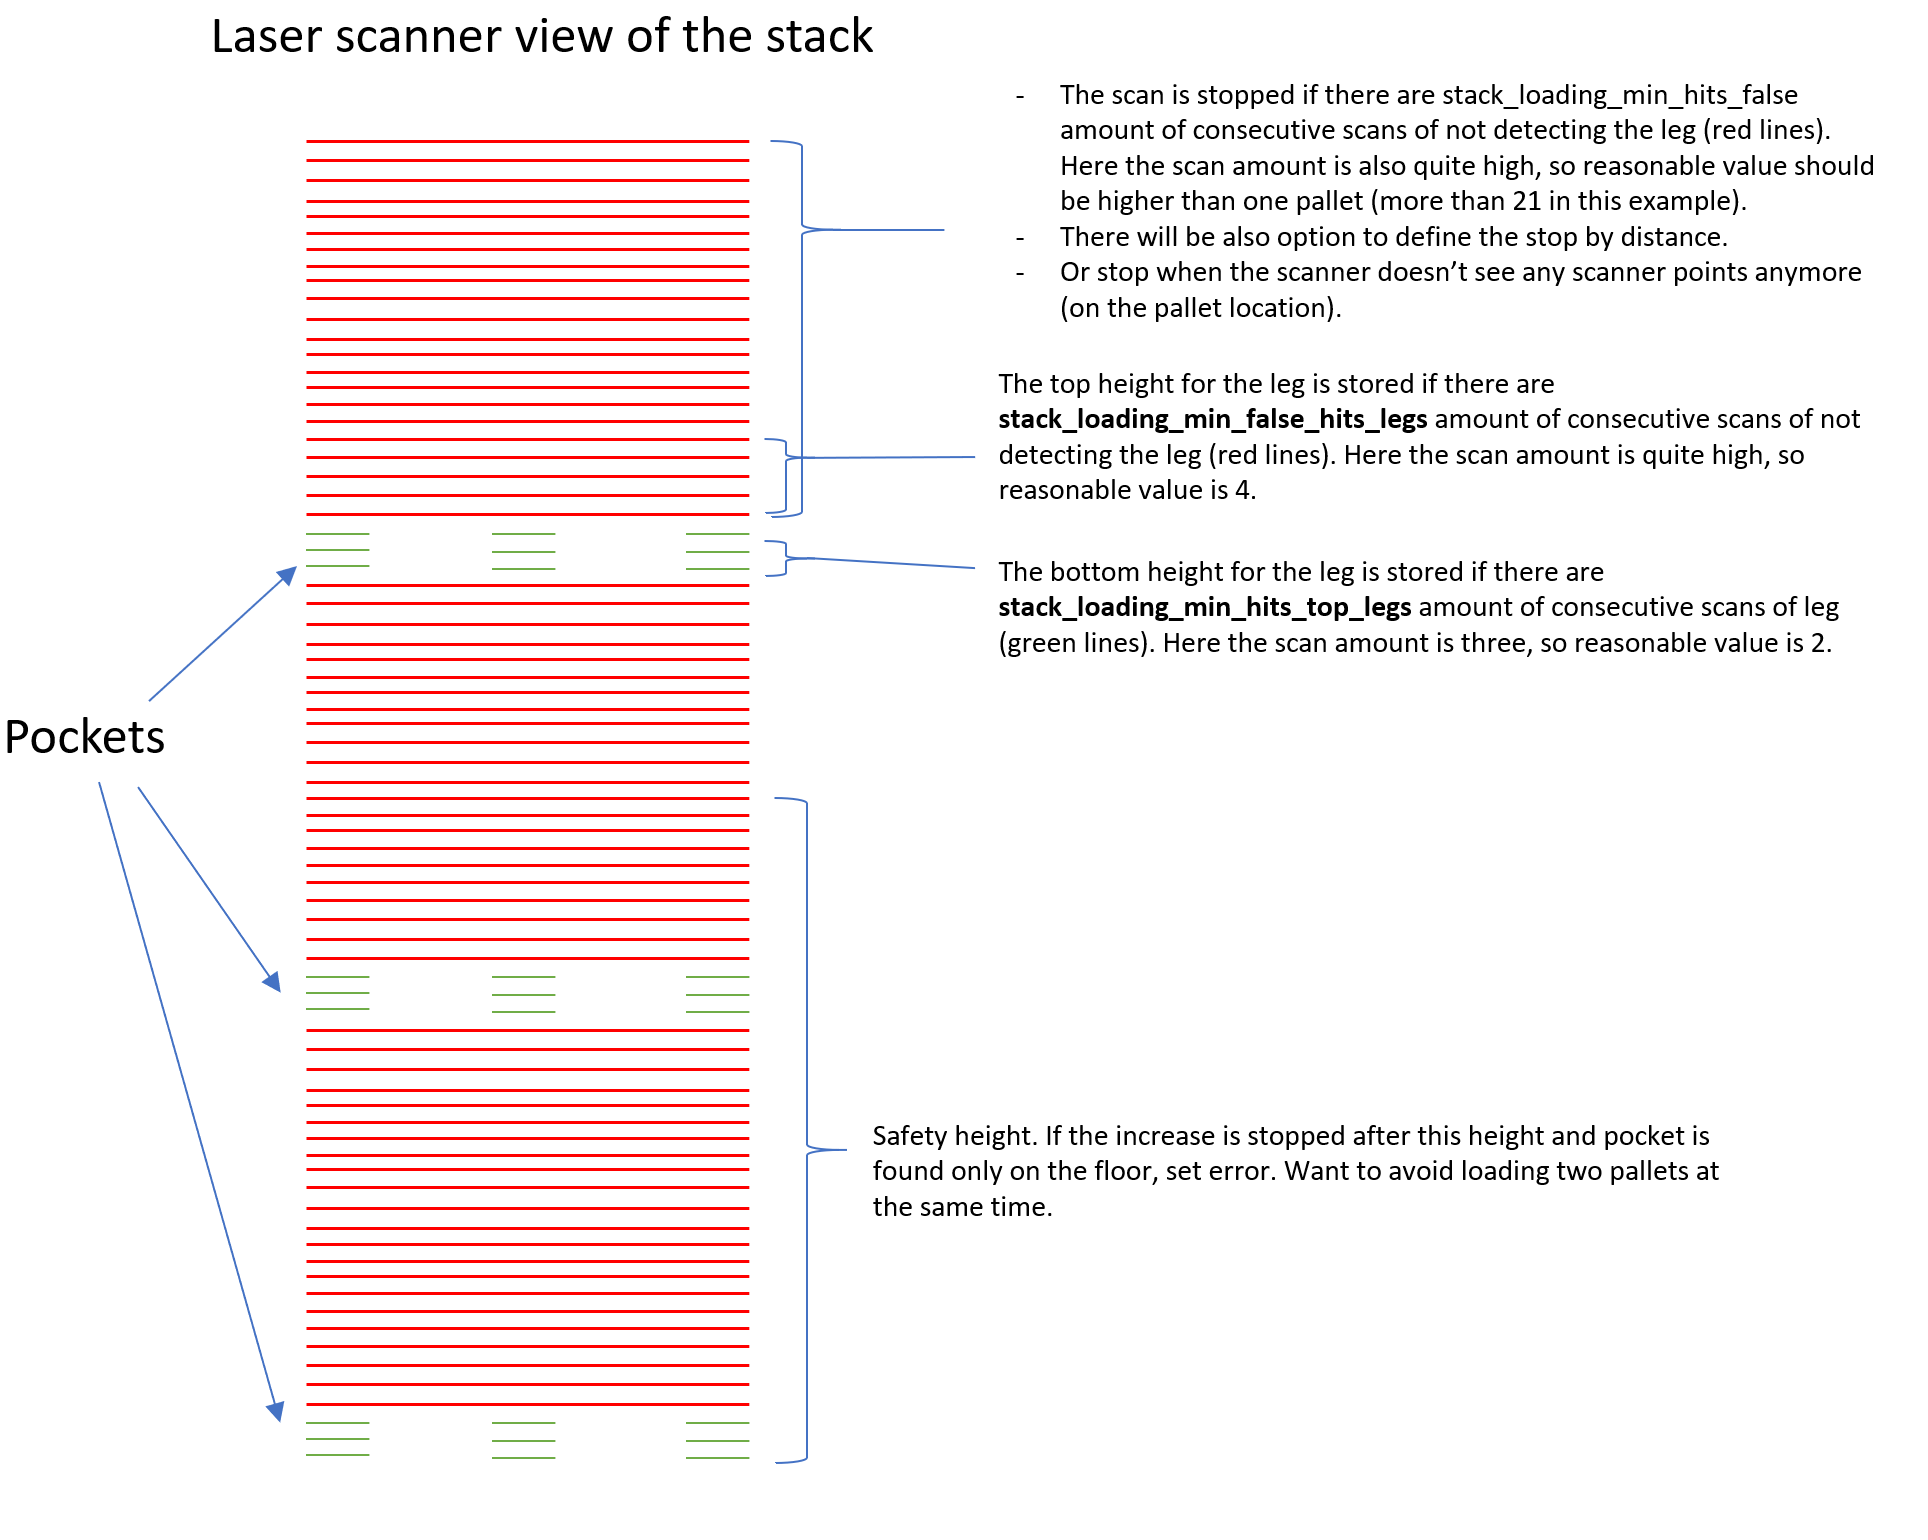 Laser scanner view of the stack
- The scan is stopped if there are stack_loading_min_hits_false
amount of consecutive scans of not detecting the leg (red lines).
Here the scan amount is also quite high, so reasonable value should
be higher than one pallet (more than 21 in this example).
- There will be also option to define the stop by distance.
- Or stop when the scanner doesn’t see any scanner points anymore
(on the pallet location).
The top height for the leg is stored if there are
stack_loading_min_false_hits_legs amount of consecutive scans of not
detecting the leg (red lines). Here the scan amount is quite high, so
reasonable value is 4.
The bottom height for the leg is stored if there are
stack_loading_min_hits_top_legs amount of consecutive scans of leg
(green lines). Here the scan amount is three, so reasonable value is 2.
Pockets
Safety height. If the increase is stopped after this height and pocket is
found only on the floor, set error. Want to avoid loading two pallets at
the same time.